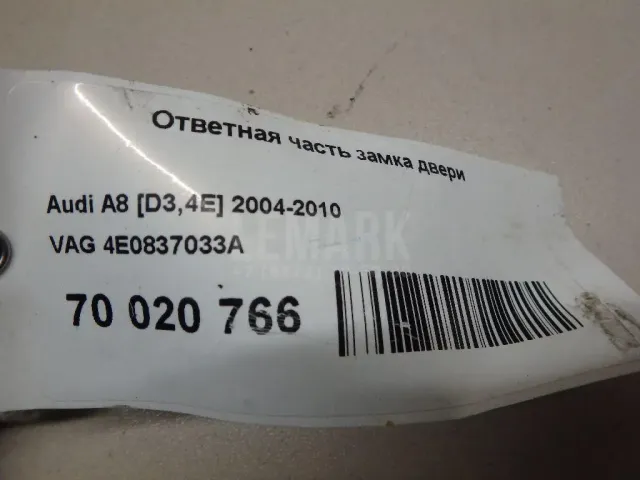 Ответная часть замка двери
Audi A8 [D3,4E] 2004-2010
VAG 4E0837033A
70 020 766